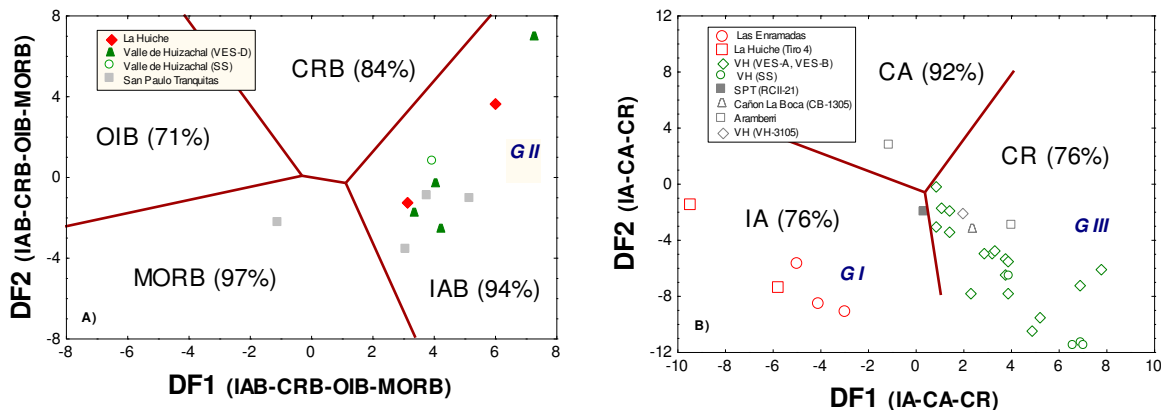 8
4
0
-4
-8
-8
-6
-4
-2
0
2
4
6
8
DF2 (IAB-CRB-OIB-MORB)
DF1 (IAB-CRB-OIB-MORB)
La Huiche
Valle de Huizachal (VES-D)
Valle de Huizachal (SS)
San Paulo Tranquitas
CRB (84%)
OIB (71%)
G II
MORB (97%)
IAB (94%)
A)
12
8
4
0
-4
-8
-12
-10
-8
-6
-4
-2
0
2
4
6
8
10
DF2 (IA-CA-CR)
DF1 (IA-CA-CR)
Las Enramadas
La Huiche (Tiro 4)
VH (VES-A, VES-B)
VH (SS)
SPT (RCII-21)
Cañon La Boca (CB-1305)
Aramberri
VH (VH-3105)
CA (92%)
CR (76%)
IA (76%)
G III
G I
B)